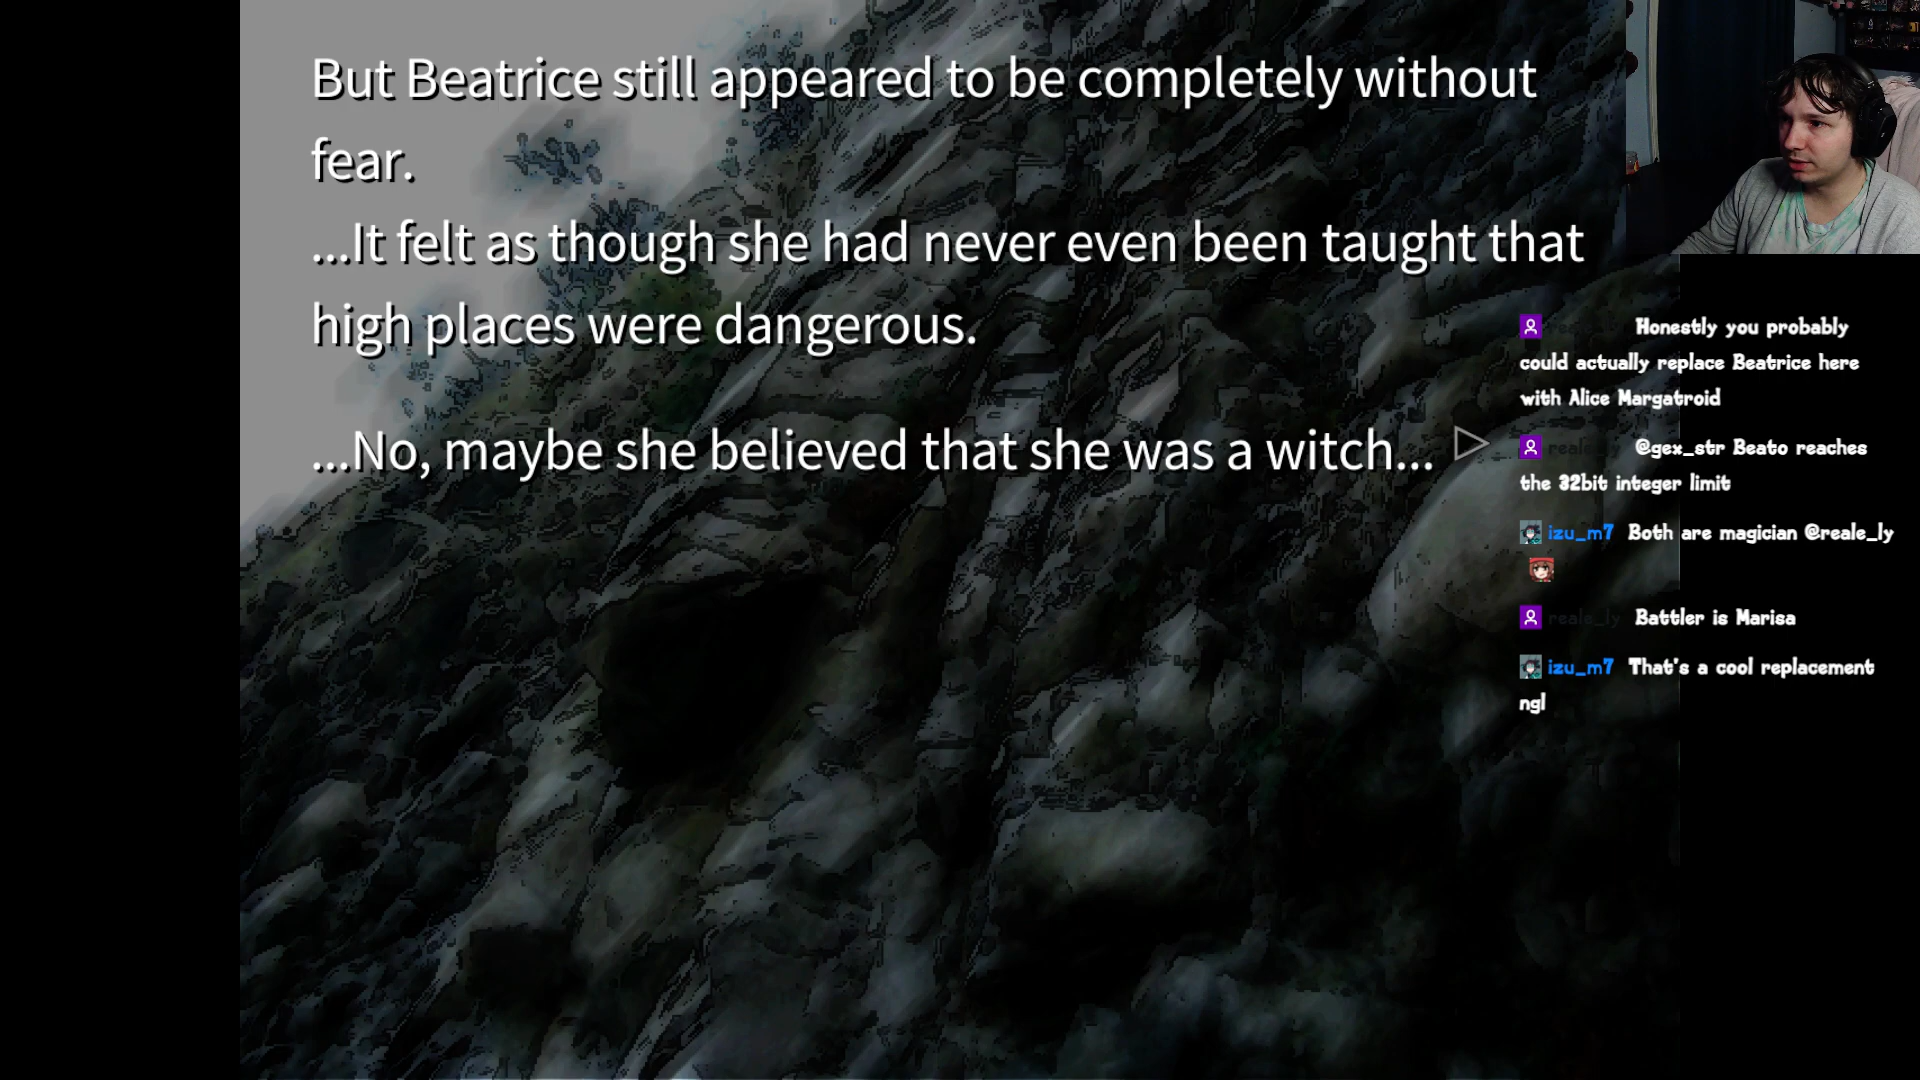 But Beatrice still appeared to be completely without
fear.
...It felt as though she had never even been taught that
high places were dangerous.
...No, maybe she believed that she was a witch...
reale_ly Honestly you probably
could actually replace Beatrice here
with Alice Margatroid
reale_ly @gex_str Beato reaches
the 32bit integer limit
izu_m7 Both are magician @reale_ly
reale_ly Battler is Marisa
izu_m7 That's a cool replacement
ngl